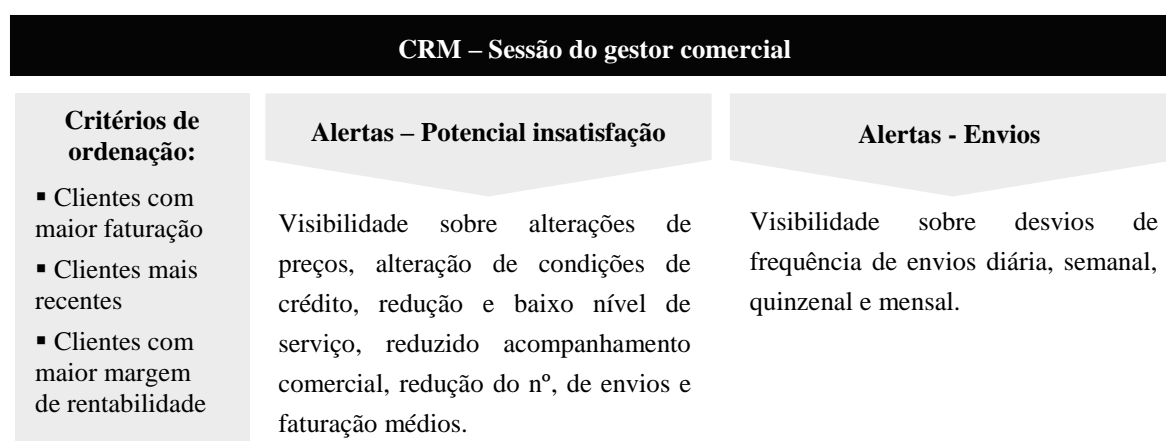 CRM – Sessão do gestor comercial
Critérios de
ordenação:
▪ Clientes com
maior faturação
▪ Clientes mais
recentes
▪ Clientes com
maior margem
de rentabilidade
Alertas – Potencial insatisfação
Visibilidade sobre alterações de
preços, alteração de condições de
crédito, redução e baixo nível de
serviço, reduzido acompanhamento
comercial, redução do nº, de envios e
faturação médios.
Alertas - Envios
Visibilidade sobre desvios de
frequência de envios diária, semanal,
quinzenal e mensal.